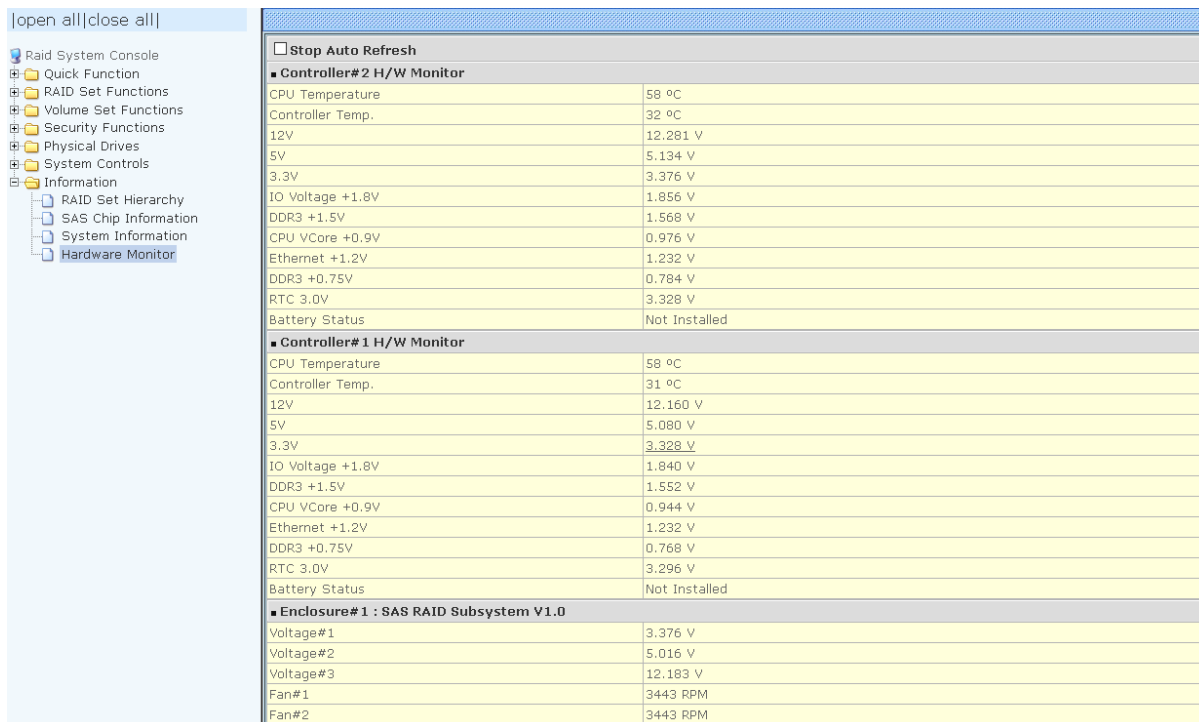 |open all|close all|
Raid System Console
Quick Function
RAID Set Functions
Volume Set Functions
Security Functions
Physical Drives
System Controls
Information
RAID Set Hierarchy
SAS Chip Information
System Information
Hardware Monitor
Stop Auto Refresh
Controller#2 H/W Monitor
CPU Temperature 58 ºC
Controller Temp. 32 ºC
12V 12.281 V
5V 5.134 V
3.3V 3.376 V
IO Voltage +1.8V 1.856 V
DDR3 +1.5V 1.568 V
CPU VCore +0.9V 0.976 V
Ethernet +1.2V 1.232 V
DDR3 +0.75V 0.784 V
RTC 3.0V 3.328 V
Battery Status Not Installed
Controller#1 H/W Monitor
CPU Temperature 58 ºC
Controller Temp. 31 ºC
12V 12.160 V
5V 5.080 V
3.3V 3.328 V
IO Voltage +1.8V 1.840 V
DDR3 +1.5V 1.552 V
CPU VCore +0.9V 0.944 V
Ethernet +1.2V 1.232 V
DDR3 +0.75V 0.768 V
RTC 3.0V 3.296 V
Battery Status Not Installed
Enclosure#1 : SAS RAID Subsystem V1.0
Voltage#1 3.376 V
Voltage#2 5.016 V
Voltage#3 12.183 V
Fan#1 3443 RPM
Fan#2 3443 RPM